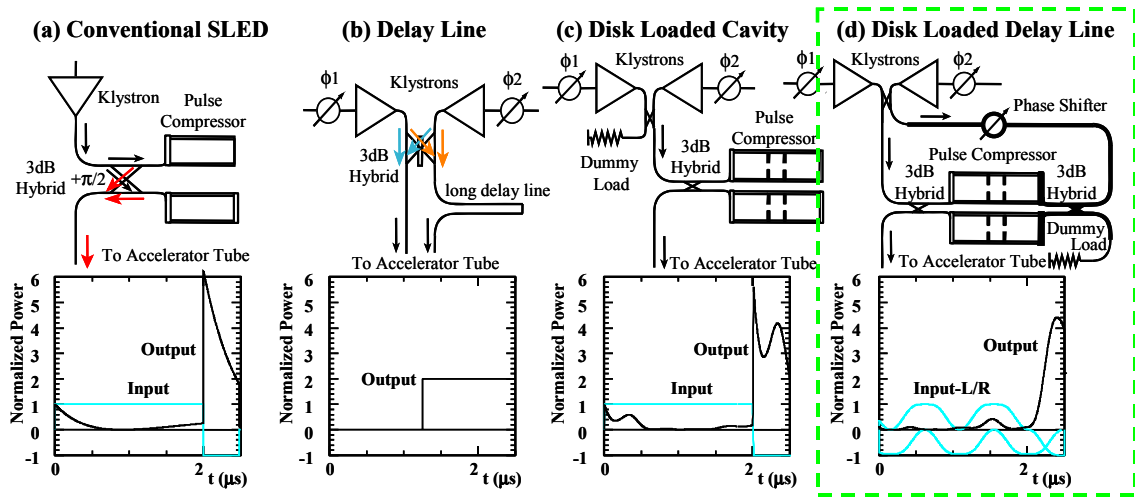 (a) Conventional SLED
Klystron
Pulse
Compressor
3dB
Hybrid
+π/2
To Accelerator Tube
Normalized Power
6
5
4
3
2
1
0
-1
Output
Input
0
2
t (μs)
(b) Delay Line
ϕ1
Klystrons
ϕ2
3dB
Hybrid
long delay line
To Accelerator Tube
Normalized Power
6
5
4
3
2
1
0
-1
Output
0
2
t (μs)
(c) Disk Loaded Cavity
ϕ1
Klystrons
ϕ2
Dummy
Load
3dB
Hybrid
Pulse
Compressor
To Accelerator Tube
Normalized Power
6
5
4
3
2
1
0
-1
Output
Input
0
2
t (μs)
(d) Disk Loaded Delay Line
ϕ1
Klystrons
ϕ2
Phase Shifter
Pulse Compressor
3dB
Hybrid
3dB
Hybrid
Dummy
Load
To Accelerator Tube
Normalized Power
6
5
4
3
2
1
0
-1
Output
Input-L/R
0
2
t (μs)